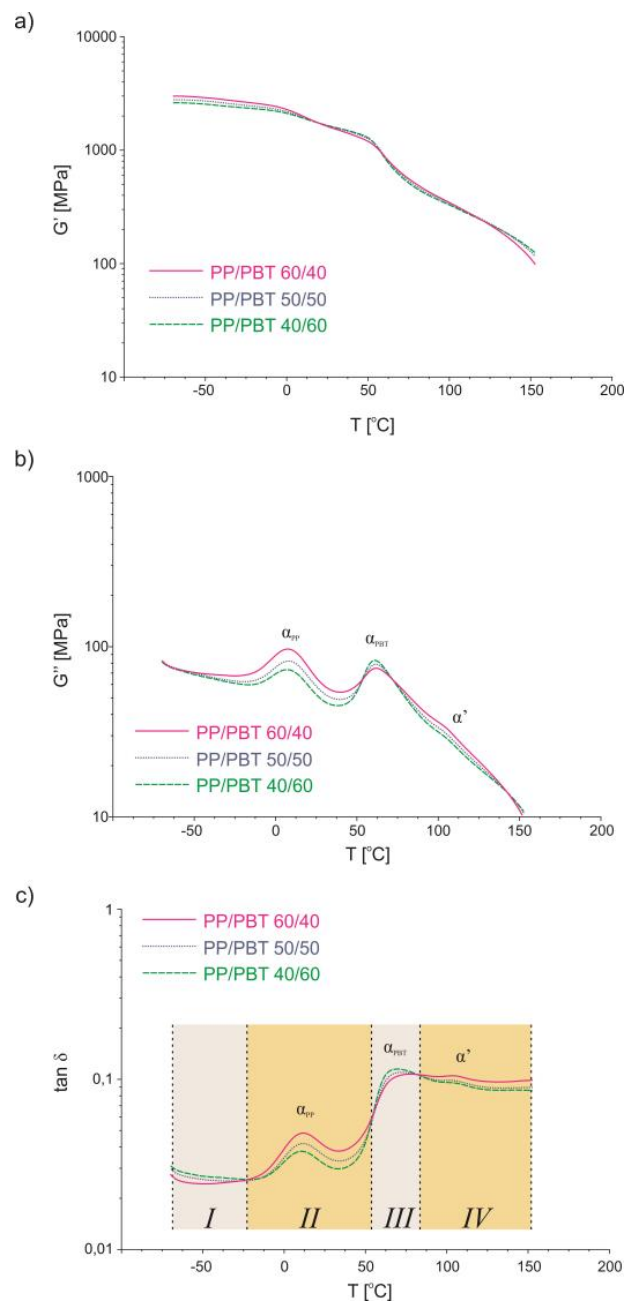 a)
10000
1000
100
10
G' [MPa]
PP/PBT 60/40
PP/PBT 50/50
PP/PBT 40/60
-50
0
50
100
150
200
T [°C]
b)
1000
100
10
G'' [MPa]
α_PP
α_PBT
α'
PP/PBT 60/40
PP/PBT 50/50
PP/PBT 40/60
-50
0
50
100
150
200
T [°C]
c)
1
0,1
0,01
tan δ
PP/PBT 60/40
PP/PBT 50/50
PP/PBT 40/60
α_PP
α_PBT
α'
I
II
III
IV
-50
0
50
100
150
200
T [°C]